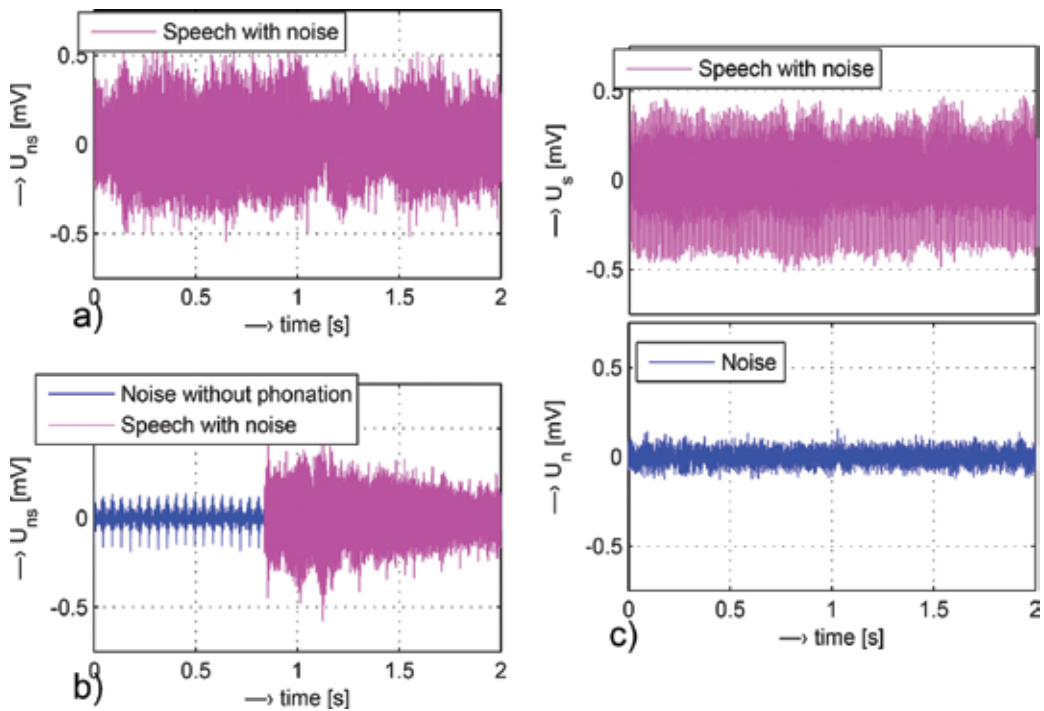 Speech with noise
0.5
0
-0.5
→ U_ns [mV]
0 0.5 1 1.5 2
a)
→ time [s]
Noise without phonation
Speech with noise
0
-0.5
→ U_ns [mV]
0 0.5 1 1.5 2
b)
→ time [s]
Speech with noise
0.5
0
-0.5
→ U_s [mV]
Noise
0.5
0
-0.5
→ U_n [mV]
0 0.5 1 1.5 2
c)
→ time [s]